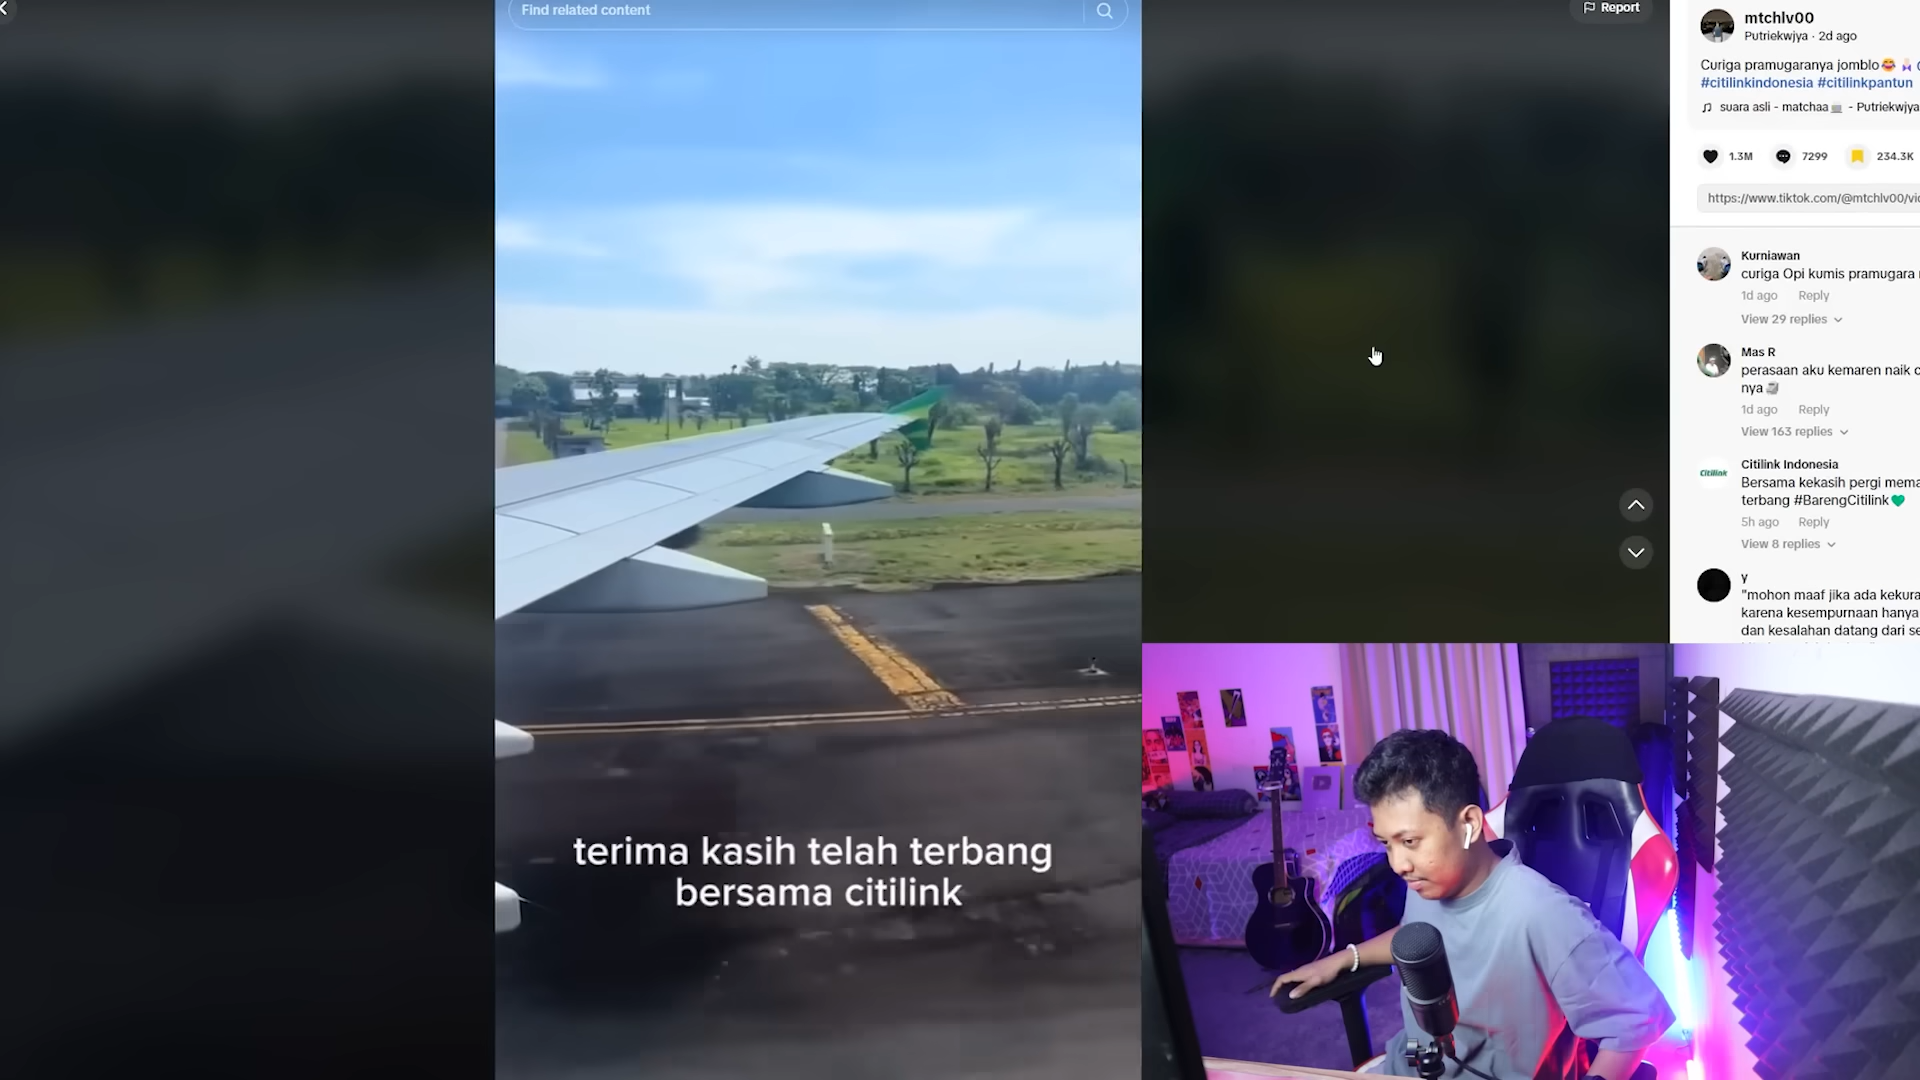 Find related content
Report
mtchlv00
Putriekwjya · 2d ago
Curiga pramugaranya jomblo
#citilinkindonesia #citilinkpantun
suara asli - matchaa - Putriekwjya
1.3M 7299 234.3K
https://www.tiktok.com/@mtchlv00/vi
Kurniawan
curiga Opi kumis pramugara
1d ago Reply
View 29 replies
Mas R
perasaan aku kemaren naik
nya
1d ago Reply
View 163 replies
Citilink
Citilink Indonesia
Bersama kekasih pergi
terbang #BarengCitilink
5h ago Reply
View 8 replies
y
"mohon maaf jika ada
karena kesempurnaan hanya
dan kesalahan datang dari
terima kasih telah terbang
bersama citilink